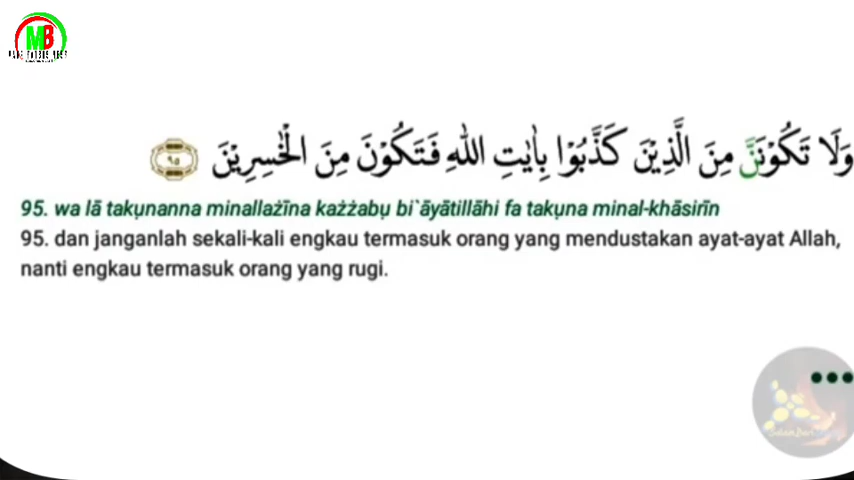 MB
وَلَا تَكُوْنَنَّ مِنَ الَّذِيْنَ كَذَّبُوْا بِاٰيٰتِ اللّٰهِ فَتَكُوْنَ مِنَ الْخٰسِرِيْنَ ٩٥
95. wa lā takụnanna minallażīna każżabụ bi`āyātillāhi fa takụna minal-khāsirīn
95. dan janganlah sekali-kali engkau termasuk orang yang mendustakan ayat-ayat Allah,
nanti engkau termasuk orang yang rugi.